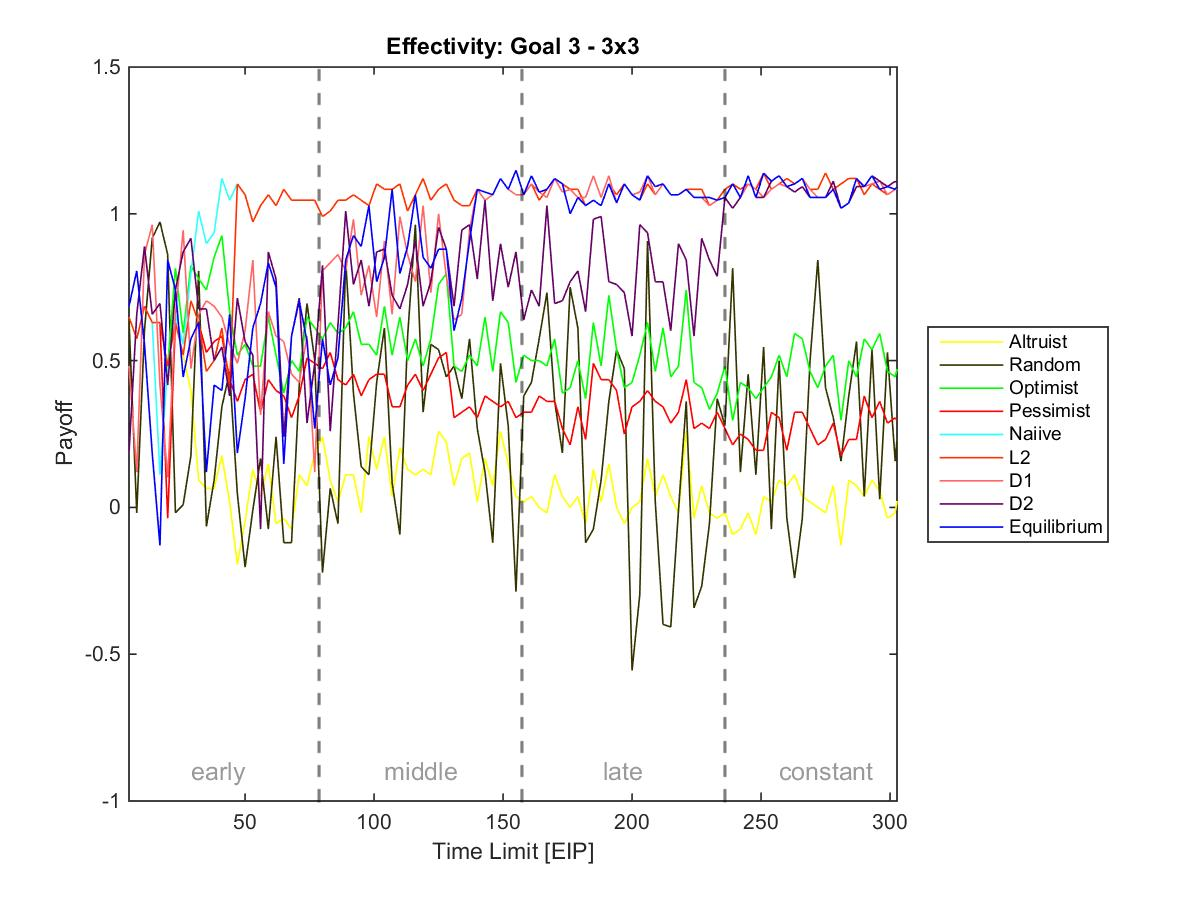 Effectivity: Goal 3 - 3x3
1.5
1
0.5
0
-0.5
-1
Payoff
early
middle
late
constant
50
100
150
200
250
300
Time Limit [EIP]
Altruist
Random
Optimist
Pessimist
Naiive
L2
D1
D2
Equilibrium